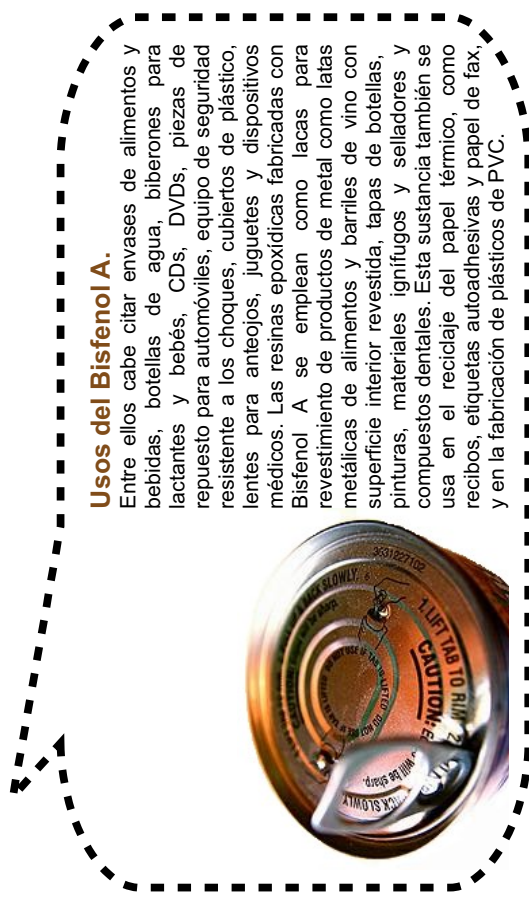 Usos del Bisfenol A.
Entre ellos cabe citar envases de alimentos y
bebidas, botellas de agua, biberones para
lactantes y bebés, CDs, DVDs, piezas de
repuesto para automóviles, equipo de seguridad
resistente a los choques, cubiertos de plástico,
lentes para anteojos, juguetes y dispositivos
médicos. Las resinas epoxídicas fabricadas con
Bisfenol A se emplean como lacas para
revestimiento de productos de metal como latas
metálicas de alimentos y barriles de vino con
superficie interior revestida, tapas de botellas,
pinturas, materiales ignífugos y selladores y
compuestos dentales. Esta sustancia también se
usa en el reciclaje del papel térmico, como
recibos, etiquetas autoadhesivas y papel de fax,
y en la fabricación de plásticos de PVC.
3631227102
1. LIFT TAB TO RIM
CAUTION:
will be sharp.
BACK SLOWLY